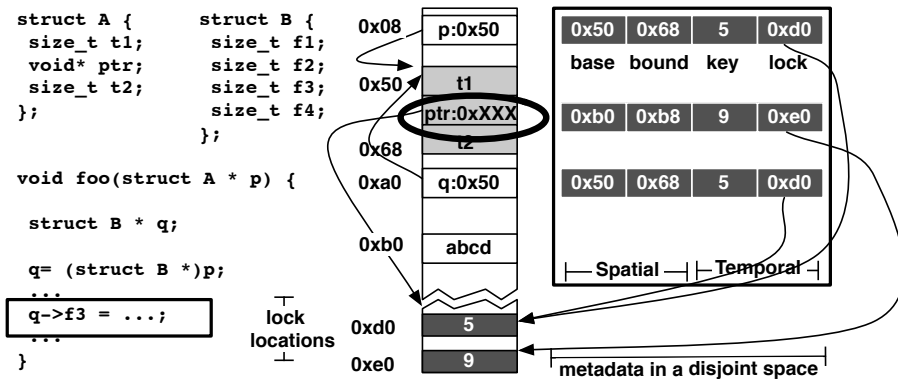 struct A {
size_t t1;
void* ptr;
size_t t2;
};
struct B {
size_t f1;
size_t f2;
size_t f3;
size_t f4;
};
void foo(struct A * p) {
struct B * q;
q= (struct B *)p;
...
q->f3 = ...;
...
}
lock
locations
0x08
p:0x50
0x50
t1
ptr:0xXXX
t2
0x68
0xa0
q:0x50
0xb0
abcd
0xd0
5
0xe0
9
0x50 0x68 5 0xd0
base bound key lock
0xb0 0xb8 9 0xe0
0x50 0x68 5 0xd0
Spatial Temporal
metadata in a disjoint space